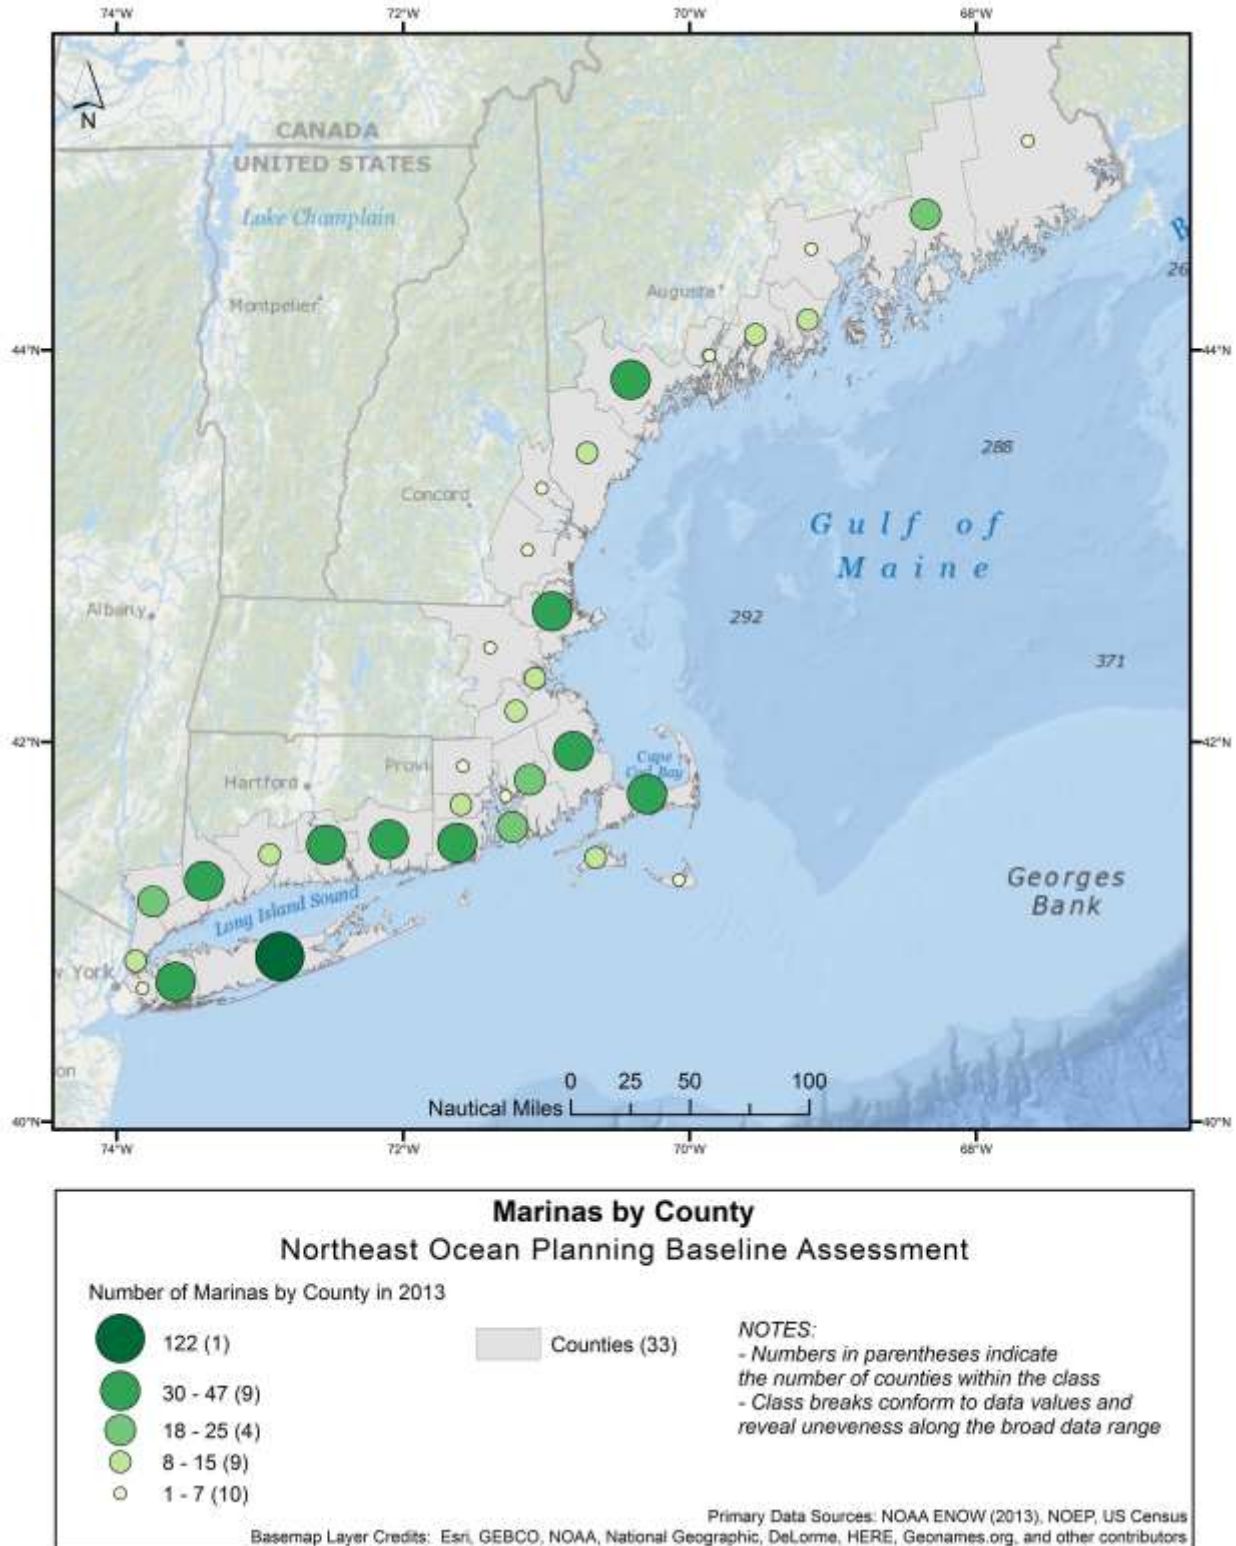 74°W 72°W 70°W 68°W
N
CANADA
UNITED STATES
Lake Champlain
Montpelier
Augusta
B
26
44°N 44°N
288
Concord
Gulf of
Maine
Albany
292
371
42°N 42°N
Cape
Cod Bay
Provi
Hartford
Georges
Bank
Long Island Sound
w York
on
0 25 50 100
Nautical Miles
40°N 40°N
74°W 72°W 70°W 68°W
Marinas by County
Northeast Ocean Planning Baseline Assessment
Number of Marinas by County in 2013
122 (1)
30 - 47 (9)
18 - 25 (4)
8 - 15 (9)
1 - 7 (10)
Counties (33)
NOTES:
- Numbers in parentheses indicate
the number of counties within the class
- Class breaks conform to data values and
reveal uneveness along the broad data range
Primary Data Sources: NOAA ENOW (2013), NOEP, US Census
Basemap Layer Credits: Esri, GEBCO, NOAA, National Geographic, DeLorme, HERE, Geonames.org, and other contributors